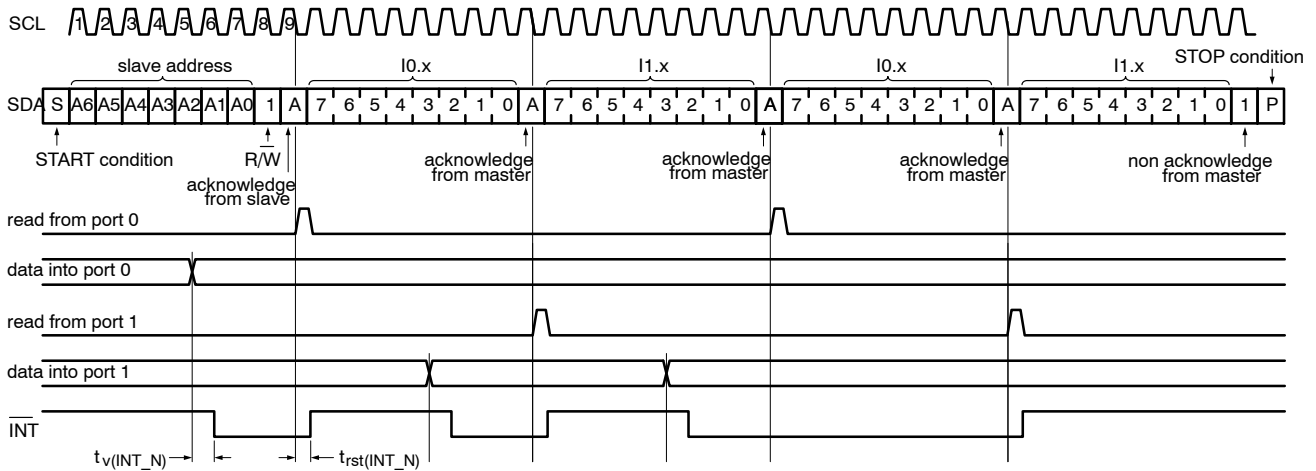 SCL 1 2 3 4 5 6 7 8 9
STOP condition
slave address I0.x I1.x I0.x I1.x
SDA S A6 A5 A4 A3 A2 A1 A0 1 A 7 6 5 4 3 2 1 0 A 7 6 5 4 3 2 1 0 A 7 6 5 4 3 2 1 0 A 7 6 5 4 3 2 1 0 1 P
START condition R/W acknowledge acknowledge acknowledge non acknowledge
from master from master from master from master
acknowledge
from slave
read from port 0
data into port 0
read from port 1
data into port 1
INT
tv(INT_N) trst(INT_N)